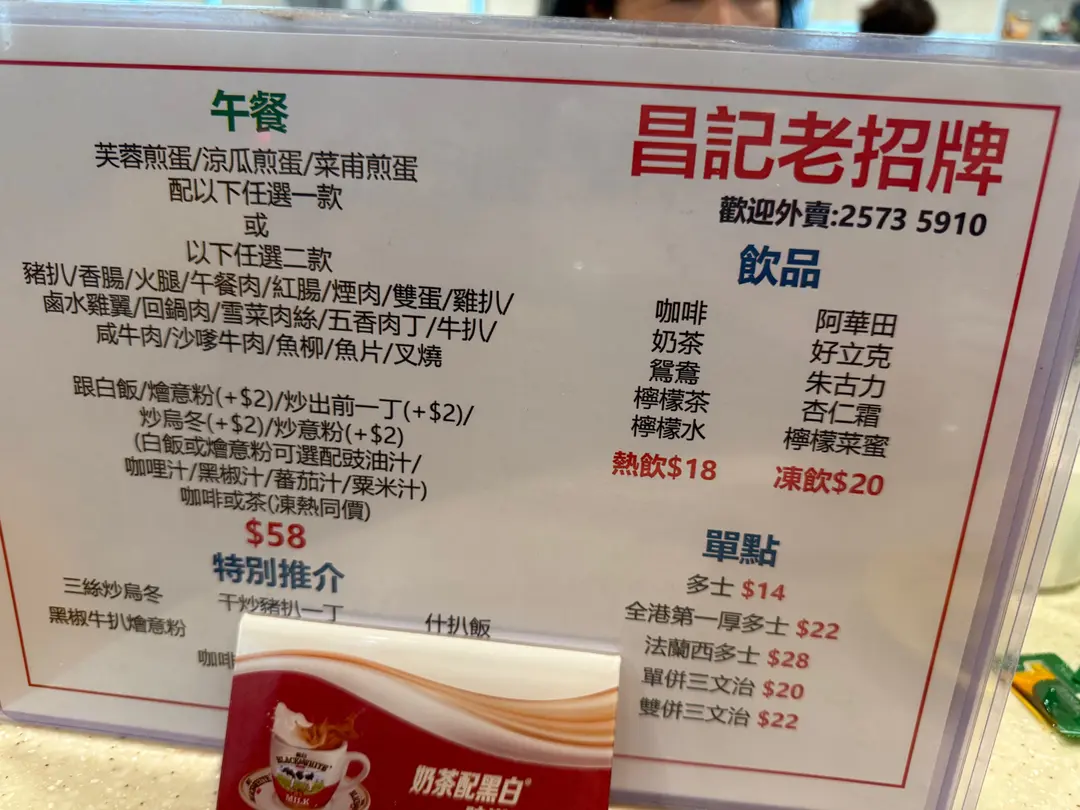 午餐
芙蓉煎蛋/涼瓜煎蛋/菜甫煎蛋
配以下任選一款
或
以下任選二款
豬扒/香腸/火腿/午餐肉/紅腸/煙肉/雙蛋/雞扒/
鹵水雞翼/回鍋肉/雪菜肉絲/五香肉丁/牛扒/
咸牛肉/沙嗲牛肉/魚柳/魚片/叉燒
跟白飯/燴意粉(+$2)/炒出前一丁(+$2)/
炒烏冬(+$2)/炒意粉(+$2)
(白飯或燴意粉可選配豉油汁/
咖哩汁/黑椒汁/蕃茄汁/粟米汁)
咖啡或茶(凍熱同價)
$58
特別推介
三絲炒烏冬
干炒豬扒一丁
什扒飯
黑椒牛扒燴意粉
咖啡
昌記老招牌
歡迎外賣:2573 5910
飲品
咖啡
奶茶
鴛鴦
檸檬茶
檸檬水
熱飲$18
阿華田
好立克
朱古力
杏仁霜
檸檬菜蜜
凍飲$20
單點
多士 $14
全港第一厚多士 $22
法蘭西多士 $28
單併三文治 $20
雙併三文治 $22
BLACK&WHITE
MILK
奶茶配黑白®